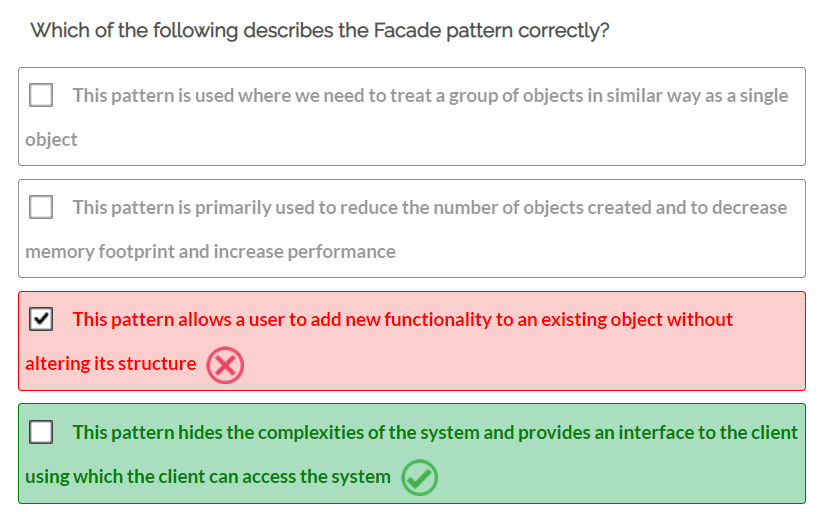 Which of the following describes the Facade pattern correctly?
This pattern is used where we need to treat a group of objects in similar way as a single
object
This pattern is primarily used to reduce the number of objects created and to decrease
memory footprint and increase performance
This pattern allows a user to add new functionality to an existing object without
altering its structure
This pattern hides the complexities of the system and provides an interface to the client
using which the client can access the system